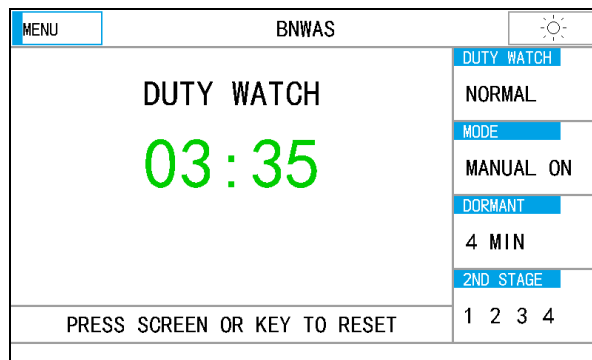 MENU
BNWAS
DUTY WATCH
03:35
PRESS SCREEN OR KEY TO RESET
DUTY WATCH
NORMAL
MODE
MANUAL ON
DORMANT
4 MIN
2ND STAGE
1 2 3 4